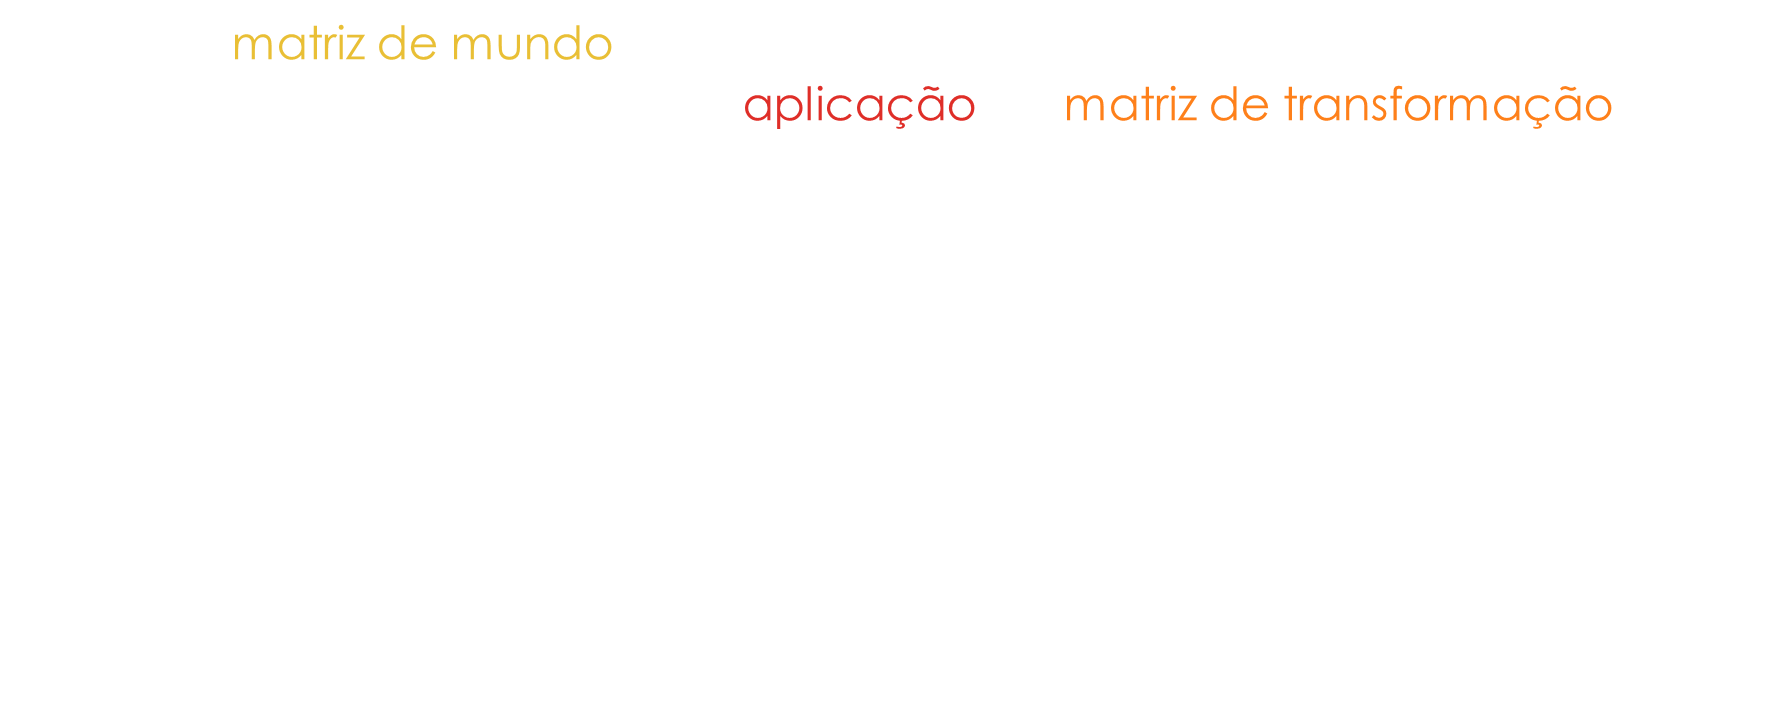 matriz de mundo
aplicação matriz de transformação